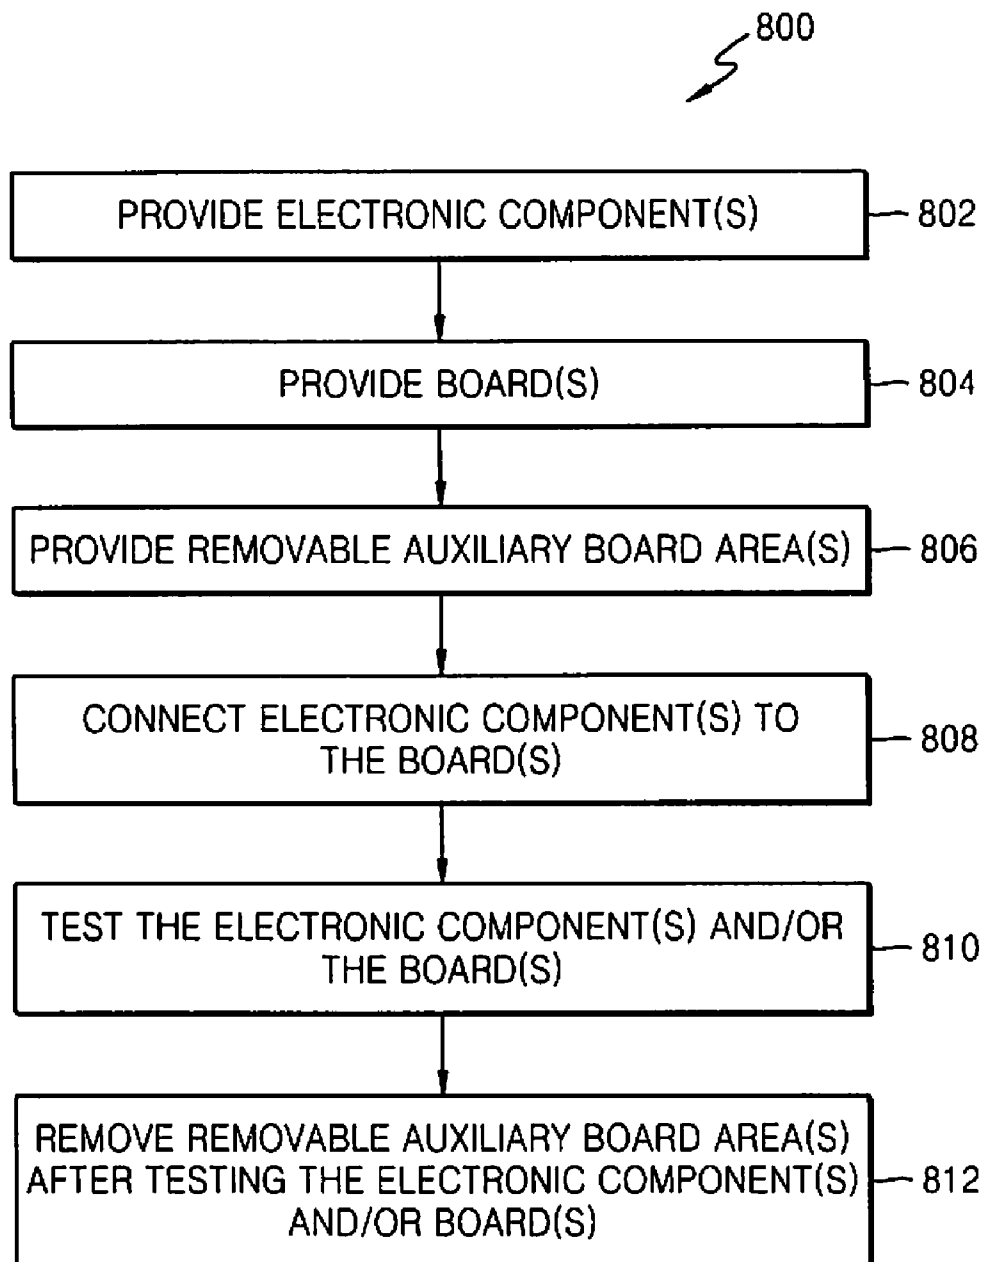 800
PROVIDE ELECTRONIC COMPONENT(S)
802
PROVIDE BOARD(S)
804
PROVIDE REMOVABLE AUXILIARY BOARD AREA(S)
806
CONNECT ELECTRONIC COMPONENT(S) TO
THE BOARD(S)
808
TEST THE ELECTRONIC COMPONENT(S) AND/OR
THE BOARD(S)
810
REMOVE REMOVABLE AUXILIARY BOARD AREA(S)
AFTER TESTING THE ELECTRONIC COMPONENT(S)
AND/OR BOARD(S)
812